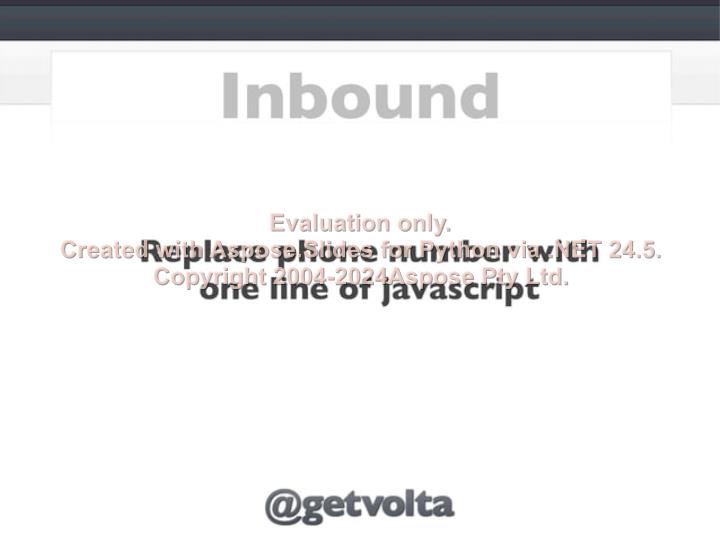 Inbound
Evaluation only.
Created with Aspose.Slides for Python via .NET 24.5.
Copyright 2004-2024Aspose Pty Ltd.
Replace phone number with
one line of javascript
@getvolta